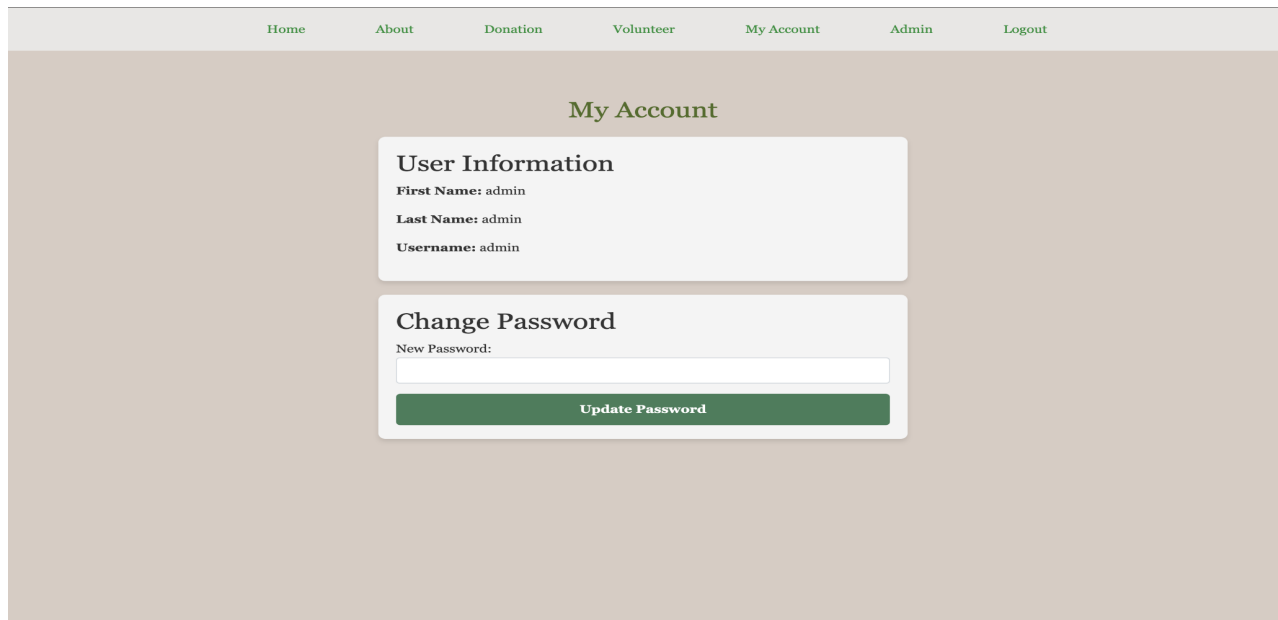 Home About Donation Volunteer My Account Admin Logout
My Account
User Information
First Name: admin
Last Name: admin
Username: admin
Change Password
New Password:
Update Password